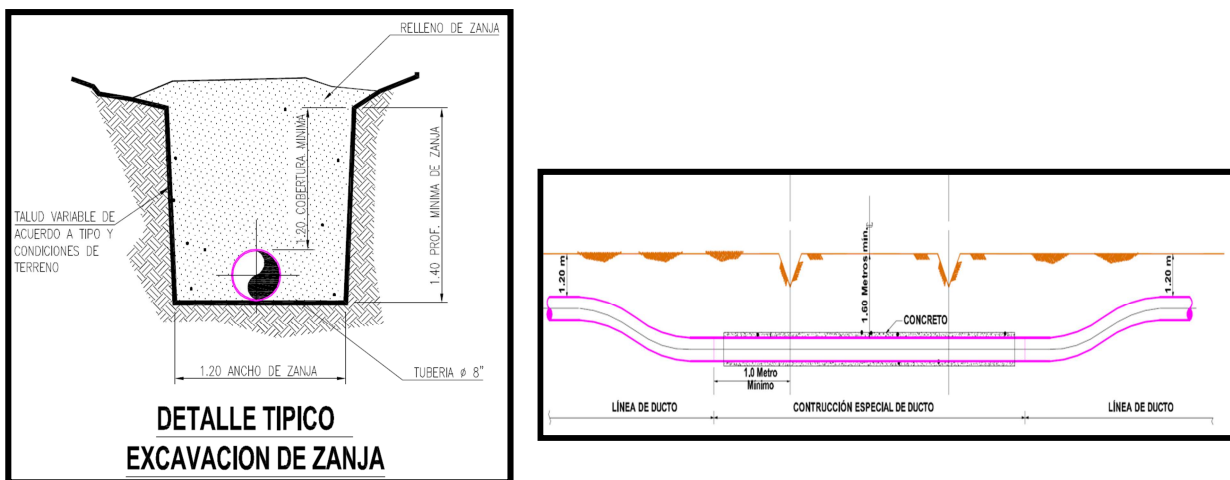 RELLENO DE ZANJA
1.20 COBERTURA MINIMA
1.40 PROF. MINIMA DE ZANJA
TALUD VARIABLE DE
ACUERDO A TIPO Y
CONDICIONES DE
TERRENO
1.20 ANCHO DE ZANJA
TUBERIA ø 8"
DETALLE TIPICO
EXCAVACION DE ZANJA
1.20 m
1.60 Metros min.
1.20 m
CONCRETO
1.0 Metro
Mínimo
LÍNEA DE DUCTO
CONTRUCCIÓN ESPECIAL DE DUCTO
LÍNEA DE DUCTO